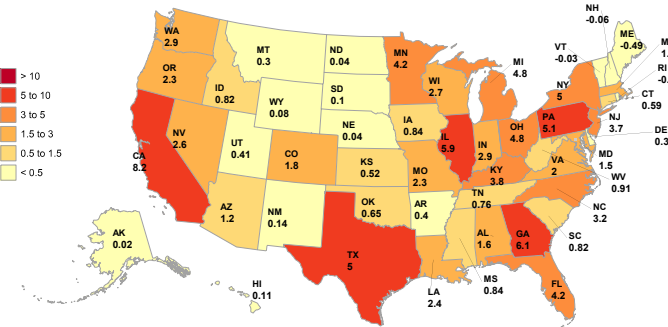 > 10
5 to 10
3 to 5
1.5 to 3
0.5 to 1.5
< 0.5
WA
2.9
OR
2.3
CA
8.2
NV
2.6
ID
0.82
MT
0.3
WY
0.08
UT
0.41
AZ
1.2
CO
1.8
NM
0.14
ND
0.04
SD
0.1
NE
0.04
KS
0.52
OK
0.65
TX
5
MN
4.2
IA
0.84
MO
2.3
AR
0.4
LA
2.4
WI
2.7
IL
5.9
MI
4.8
IN
2.9
OH
4.8
KY
3.8
TN
0.76
MS
0.84
AL
1.6
GA
6.1
FL
4.2
SC
0.82
NC
3.2
VA
2
WV
0.91
MD
1.5
DE
0.3
NJ
3.7
PA
5.1
NY
5
CT
0.59
RI
-0.
M
1.
VT
-0.03
NH
-0.06
ME
-0.49
AK
0.02
HI
0.11